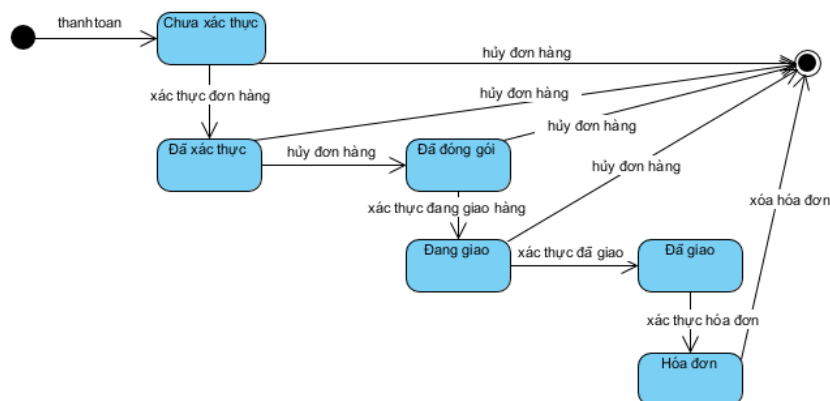 thanhtoan
Chưa xác thực
hủy đơn hàng
xác thực đơn hàng
hủy đơn hàng
hủy đơn hàng
Đã xác thực
hủy đơn hàng
Đã đóng gói
hủy đơn hàng
xóa hóa đơn
xác thực đang giao hàng
Đang giao
xác thực đã giao
Đã giao
xác thực hóa đơn
Hóa đơn